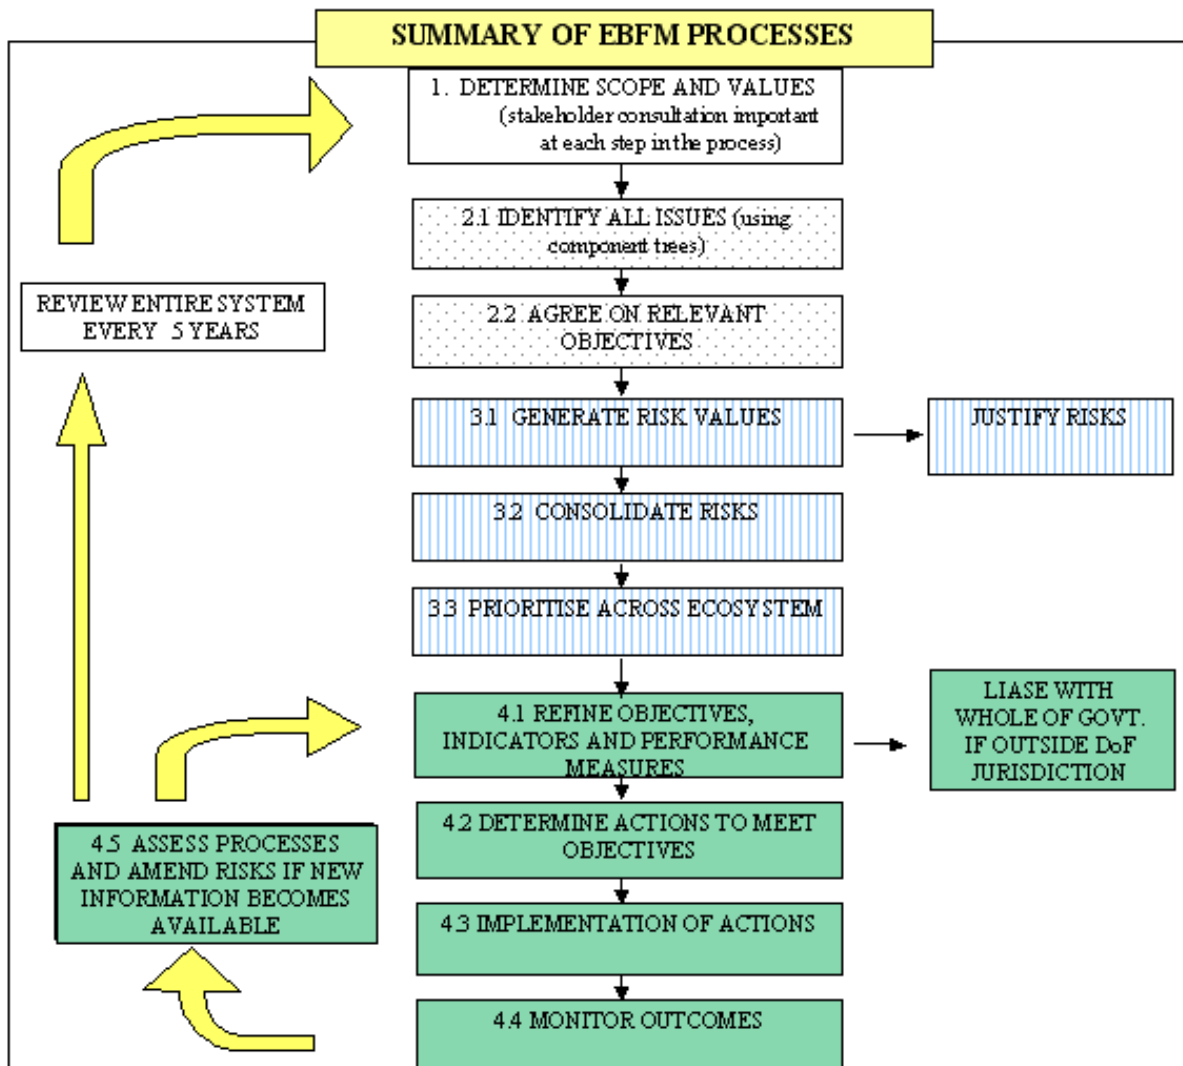 SUMMARY OF EBFM PROCESSES
1. DETERMINE SCOPE AND VALUES
(stakeholder consultation important
at each step in the process)
2.1 IDENTIFY ALL ISSUES (using
component trees)
REVIEW ENTIRE SYSTEM
EVERY 5 YEARS
2.2 AGREE ON RELEVANT
OBJECTIVES
3.1 GENERATE RISK VALUES
JUSTIFY RISKS
3.2 CONSOLIDATE RISKS
3.3 PRIORITISE ACROSS ECOSYSTEM
4.1 REFINE OBJECTIVES,
INDICATORS AND PERFORMANCE
MEASURES
LIASE WITH
WHOLE OF GOVT.
IF OUTSIDE DoF
JURISDICTION
4.2 DETERMINE ACTIONS TO MEET
OBJECTIVES
4.5 ASSESS PROCESSES
AND AMEND RISKS IF NEW
INFORMATION BECOMES
AVAILABLE
4.3 IMPLEMENTATION OF ACTIONS
4.4 MONITOR OUTCOMES